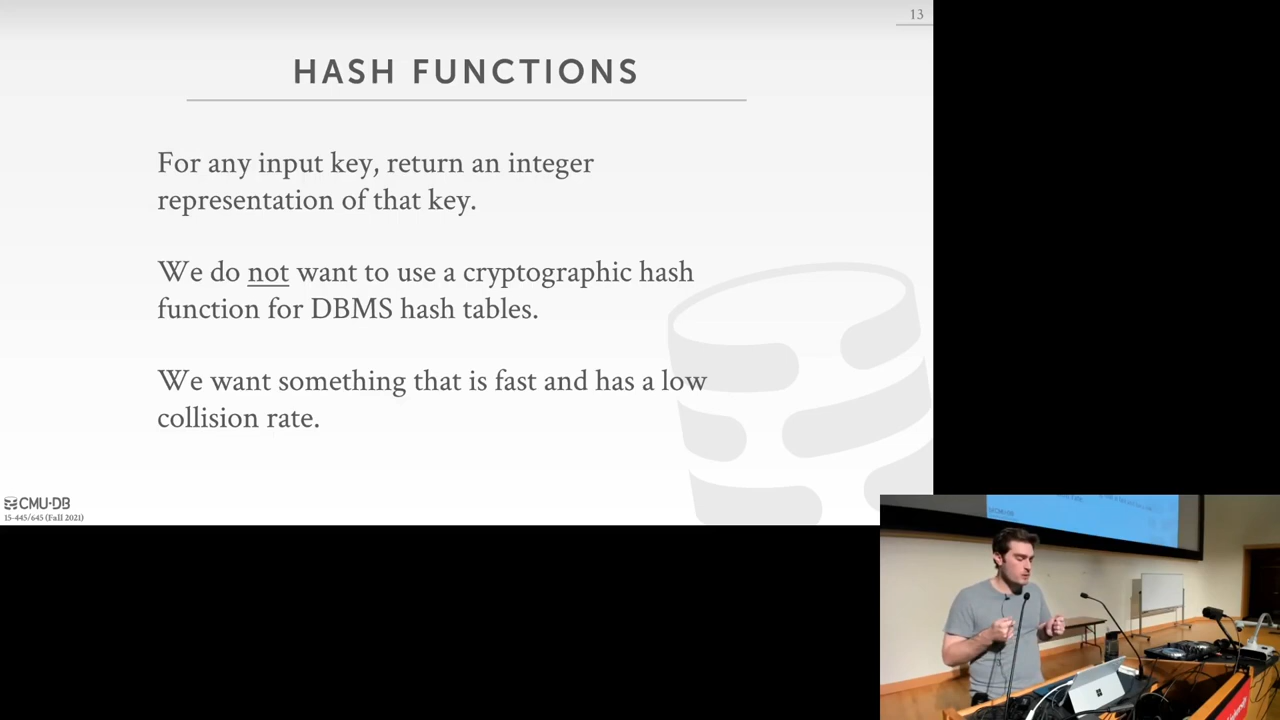 13
HASH FUNCTIONS
For any input key, return an integer
representation of that key.
We do not want to use a cryptographic hash
function for DBMS hash tables.
We want something that is fast and has a low
collision rate.
CMU·DB
15-445/645 (Fall 2021)